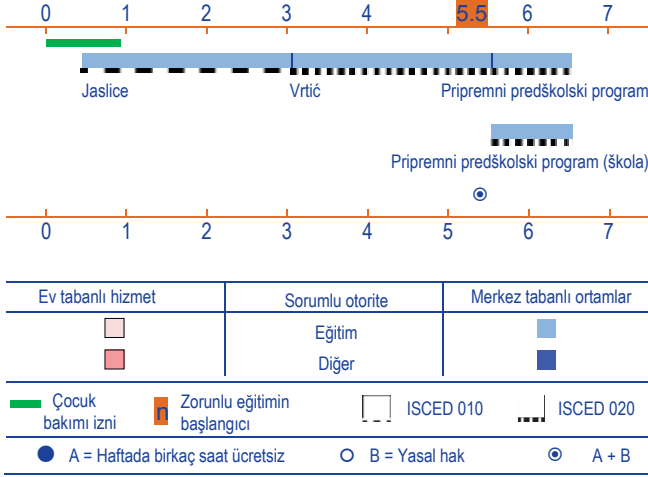 0 1 2 3 4 5.5 6 7
Jaslice Vrtić Pripremni predškolski program
Pripremni predškolski program (škola)
0 1 2 3 4 5 6 7
Ev tabanlı hizmet Sorumlu otorite Merkez tabanlı ortamlar
Eğitim
Diğer
Çocuk bakımı izni n Zorunlu eğitimin başlangıcı ISCED 010 ISCED 020
A = Haftada birkaç saat ücretsiz B = Yasal hak A + B